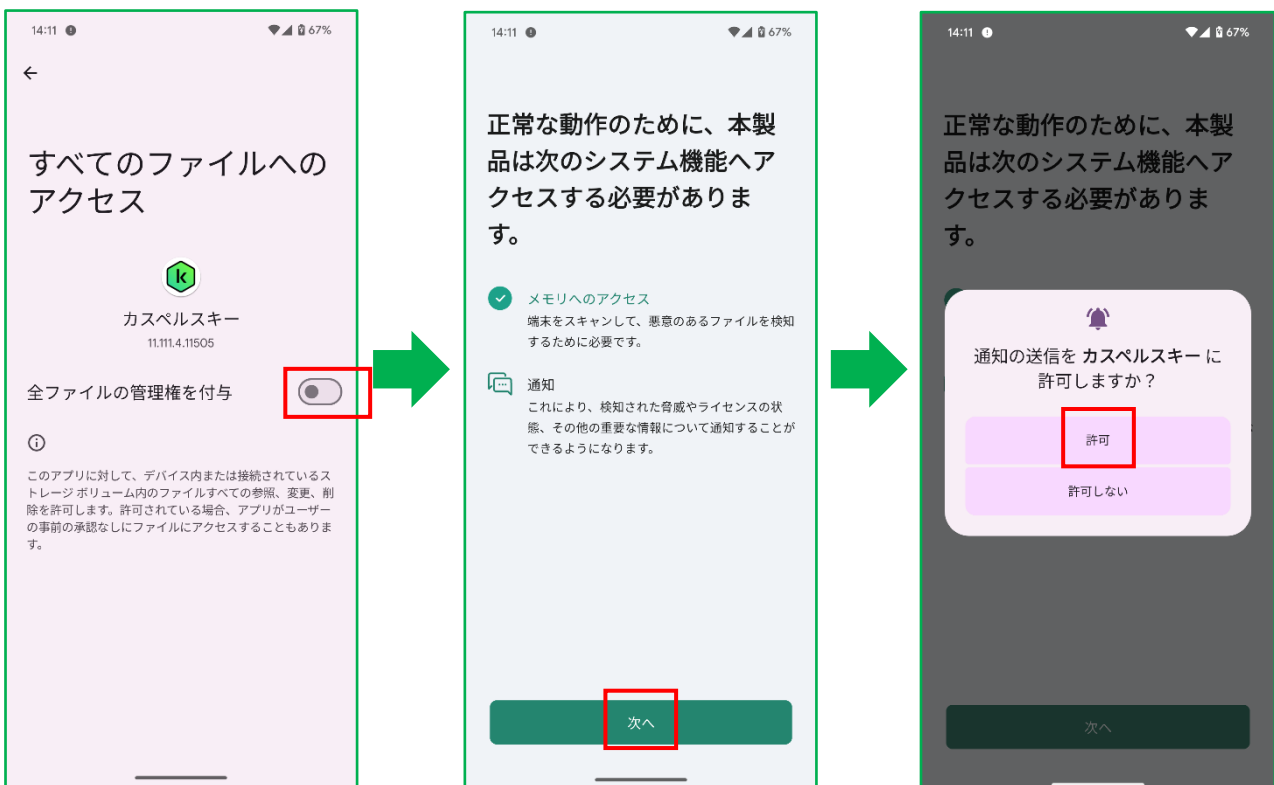 14:11
67%
すべてのファイルへの
アクセス
カスペルスキー
11.111.4.11505
全ファイルの管理権を付与
このアプリに対して、デバイス内または接続されているス
トレージ ボリューム内のファイルすべての参照、変更、削
除を許可します。許可されている場合、アプリがユーザー
の事前の承認なしにファイルにアクセスすることもありま
す。
14:11
67%
正常な動作のために、本製
品は次のシステム機能へア
クセスする必要がありま
す。
メモリへのアクセス
端末をスキャンして、悪意のあるファイルを検知
するために必要です。
通知
これにより、検知された脅威やライセンスの状
態、その他の重要な情報について通知することが
できるようになります。
次へ
14:11
67%
正常な動作のために、本製
品は次のシステム機能へア
クセスする必要がありま
す。
通知の送信を カスペルスキー に
許可しますか？
許可
許可しない
次へ